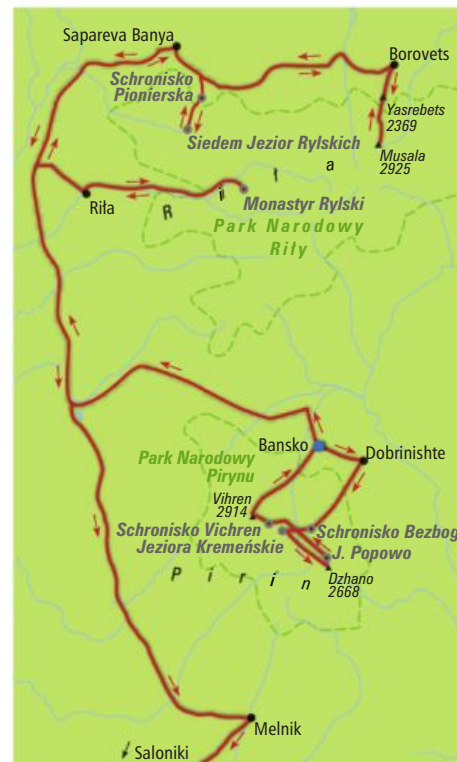 Sapareva Banya
Borovets
Schronisko
Pionierska
Yasrebets
2369
Siedem Jezior Rylskich
Musala
2925
Riła
Monastyr Rylski
R i ł a
Park Narodowy
Riły
Bansko
Dobrinishte
Park Narodowy
Pirynu
Vihren
2914
Schronisko Vichren
Schronisko Bezbog
Jeziora Kremeńskie
J. Popowo
P i r i n
Dzhano
2668
Melnik
Saloniki